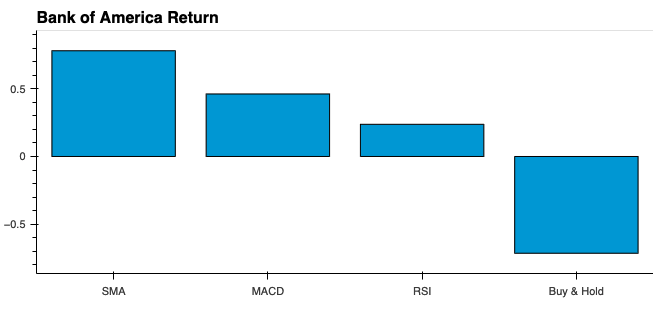 Bank of America Return
0.5
0
−0.5
SMA MACD RSI Buy & Hold